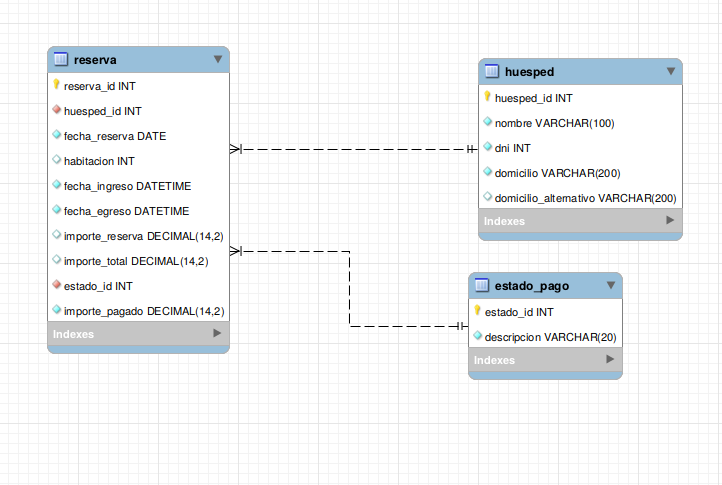 reserva
reserva_id INT
huesped_id INT
fecha_reserva DATE
habitacion INT
fecha_ingreso DATETIME
fecha_egreso DATETIME
importe_reserva DECIMAL(14,2)
importe_total DECIMAL(14,2)
estado_id INT
importe_pagado DECIMAL(14,2)
Indexes
huesped
huesped_id INT
nombre VARCHAR(100)
dni INT
domicilio VARCHAR(200)
domicilio_alternativo VARCHAR(200)
Indexes
estado_pago
estado_id INT
descripcion VARCHAR(20)
Indexes